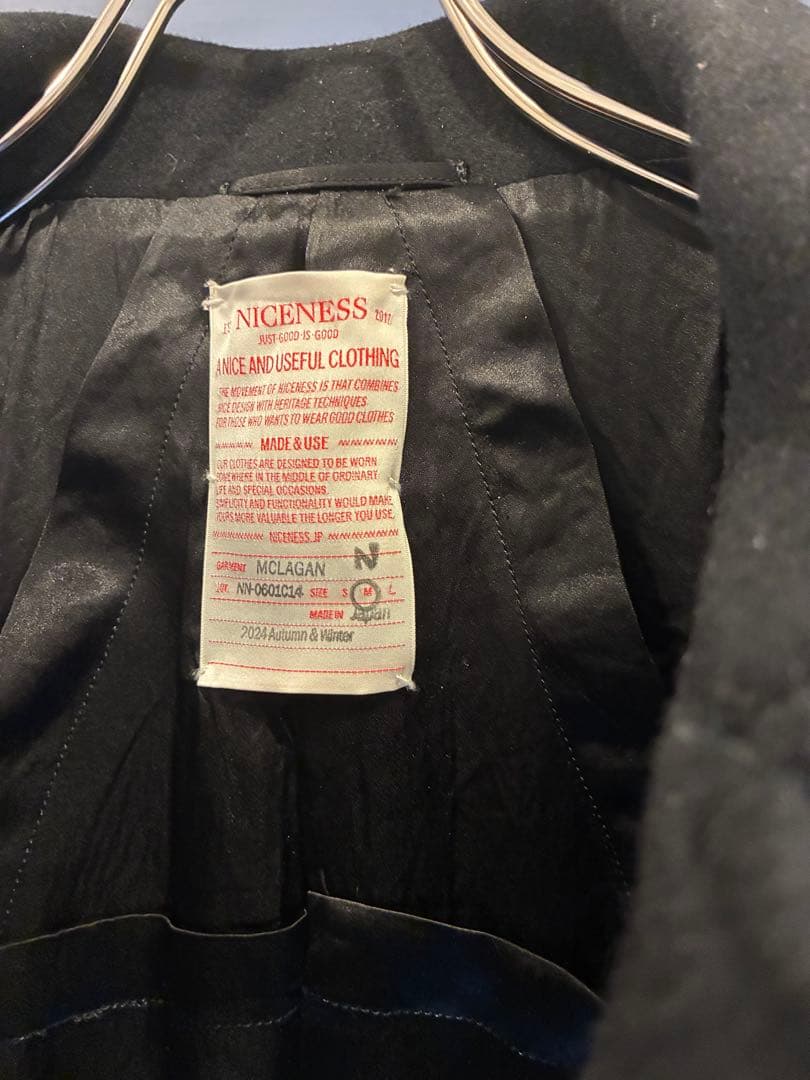 NICENESS
JUST·GOOD·IS·GOOD
A NICE AND USEFUL CLOTHING
THE MOVEMENT OF NICENESS IS THAT COMBINES
NICE DESIGN WITH HERITAGE TECHNIQUES
FOR THOSE WHO WANTS TO WEAR GOOD CLOTHES
MADE & USE
OUR CLOTHES ARE DESIGNED TO BE WORN
SOMEWHERE IN THE MIDDLE OF ORDINARY
LIFE AND SPECIAL OCCASIONS.
SIMPLICITY AND FUNCTIONALITY WOULD MAKE
YOURS MORE VALUABLE THE LONGER YOU USE.
NICENESS.JP
GARMENT MCLAGAN N
LOT. NN-0601C14 SIZE S M L
MADE IN Japan
2024 Autumn & Winter